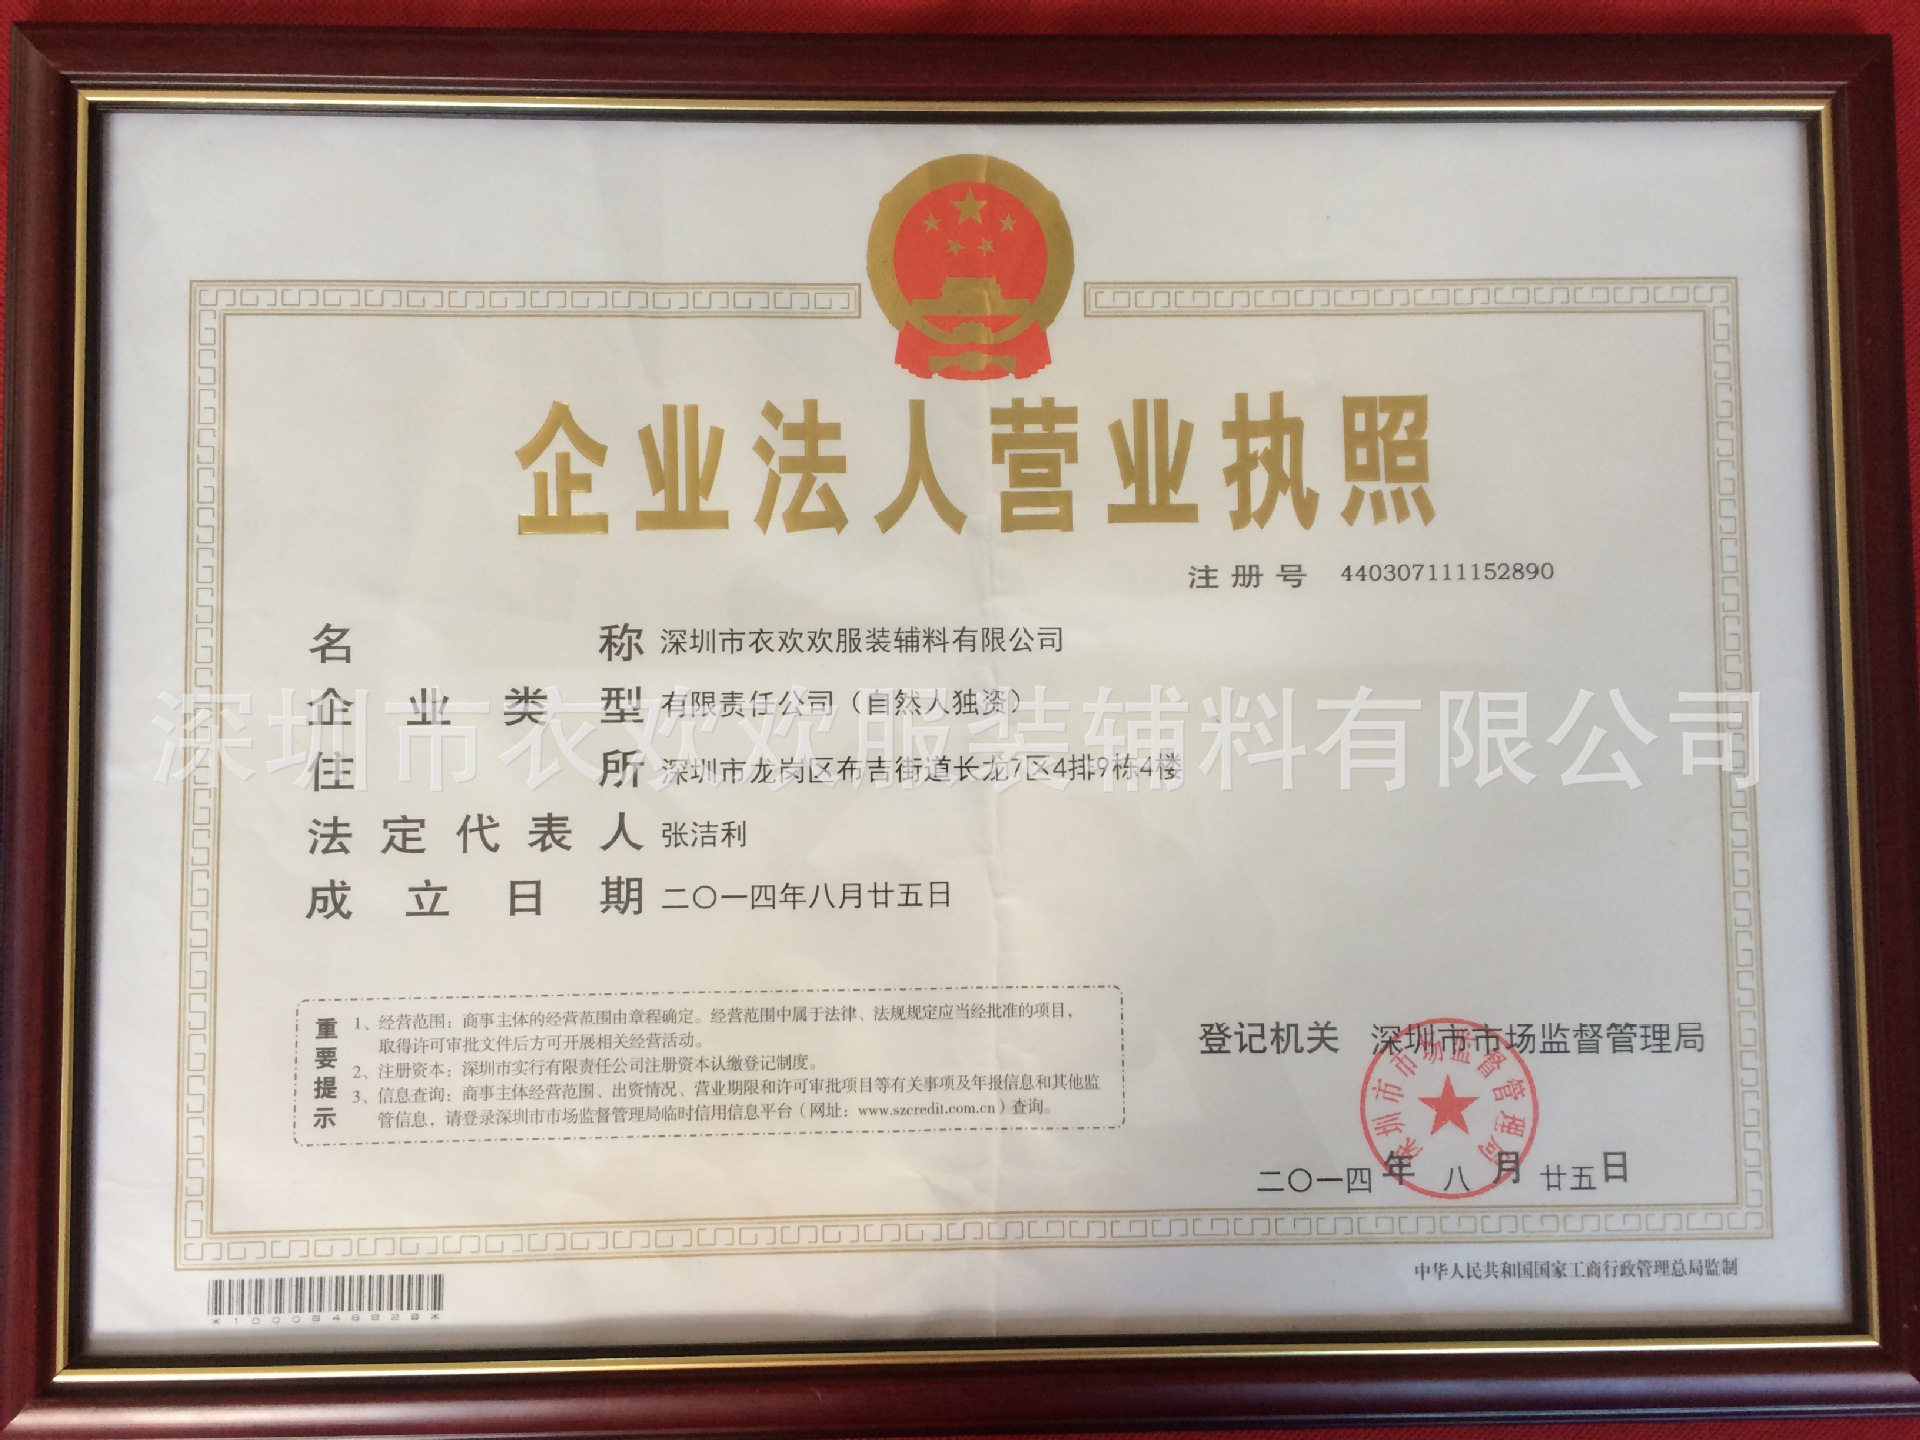 企业法人营业执照
注册号 440307111152890
名称 深圳市衣欢欢服装辅料有限公司
企业类型 有限责任公司（自然人独资）
深圳市衣欢欢服装辅料有限公司
住所 深圳市龙岗区布吉街道长龙7区4排9栋4楼
法定代表人 张洁利
成立日期 二〇一四年八月廿五日
重要提示
1、经营范围：商事主体的经营范围由章程确定。经营范围中属于法律、法规规定应当经批准的项目，
取得许可审批文件后方可开展相关经营活动。
2、注册资本：深圳市实行有限责任公司注册资本认缴登记制度。
3、信息查询：商事主体经营范围、出资情况、营业期限和许可审批项目等有关事项及年报信息和其他监
管信息，请登录深圳市市场监督管理局临时信用信息平台（网址：www.szcredit.com.cn）查询。
登记机关 深圳市市场监督管理局
深圳市市场监督管理局
二〇一四年八月廿五日
中华人民共和国国家工商行政管理总局监制